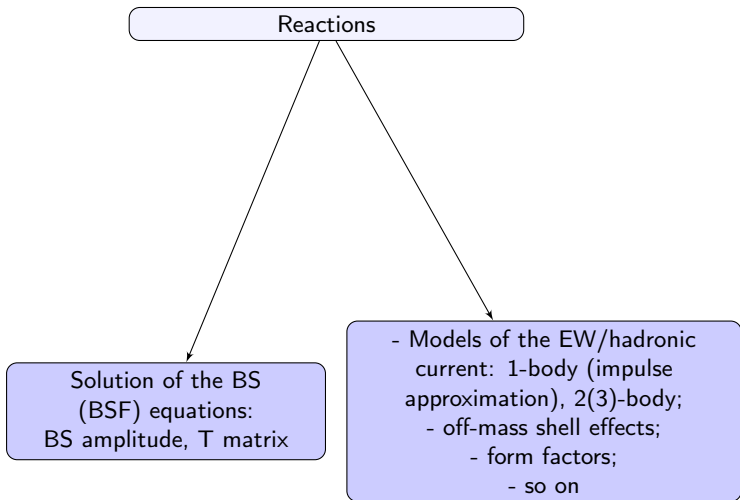 Reactions
Solution of the BS
(BSF) equations:
BS amplitude, T matrix
- Models of the EW/hadronic
current: 1-body (impulse
approximation), 2(3)-body;
- off-mass shell effects;
- form factors;
- so on